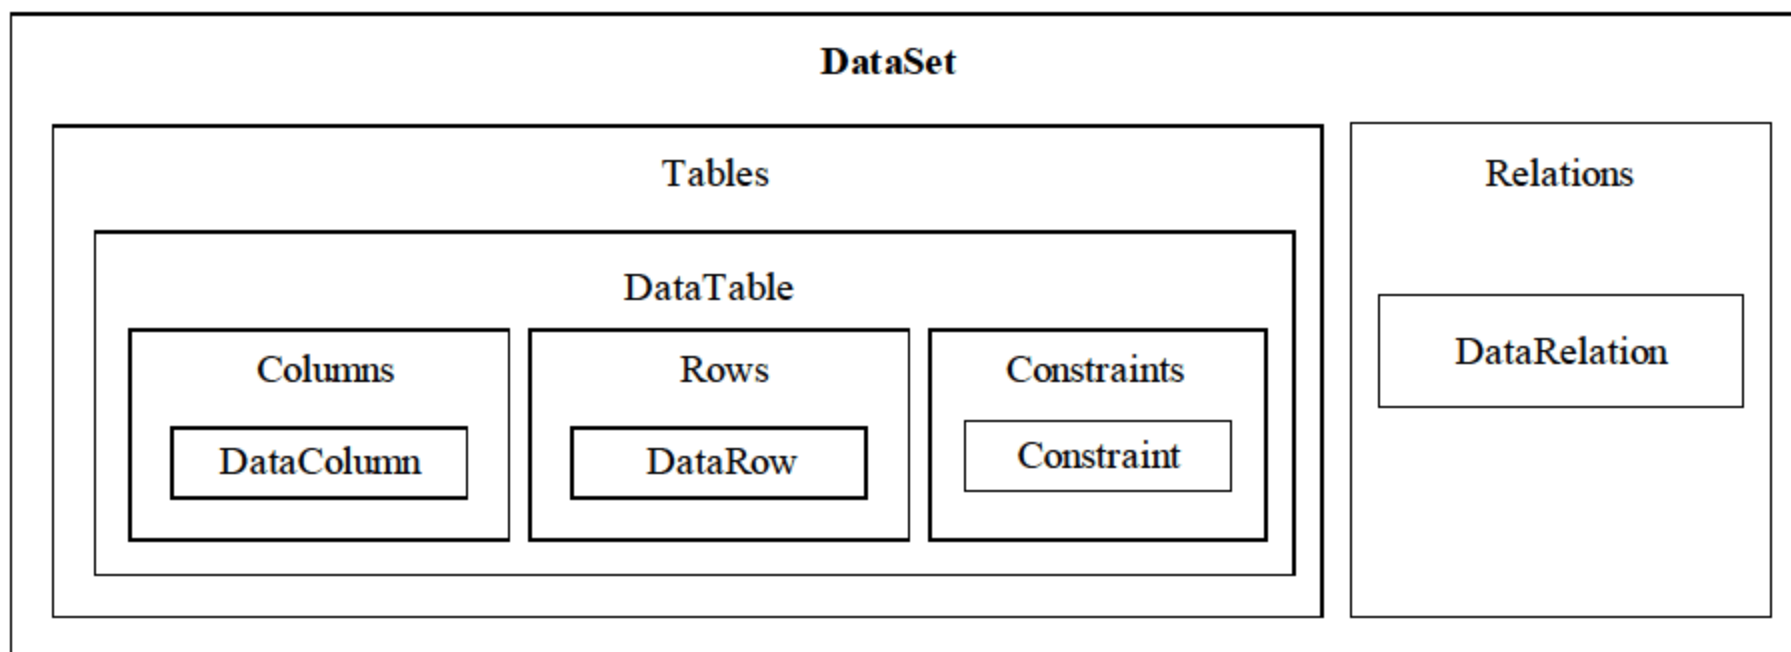 DataSet
Tables
Relations
DataTable
Columns
Rows
Constraints
DataColumn
DataRow
Constraint
DataRelation